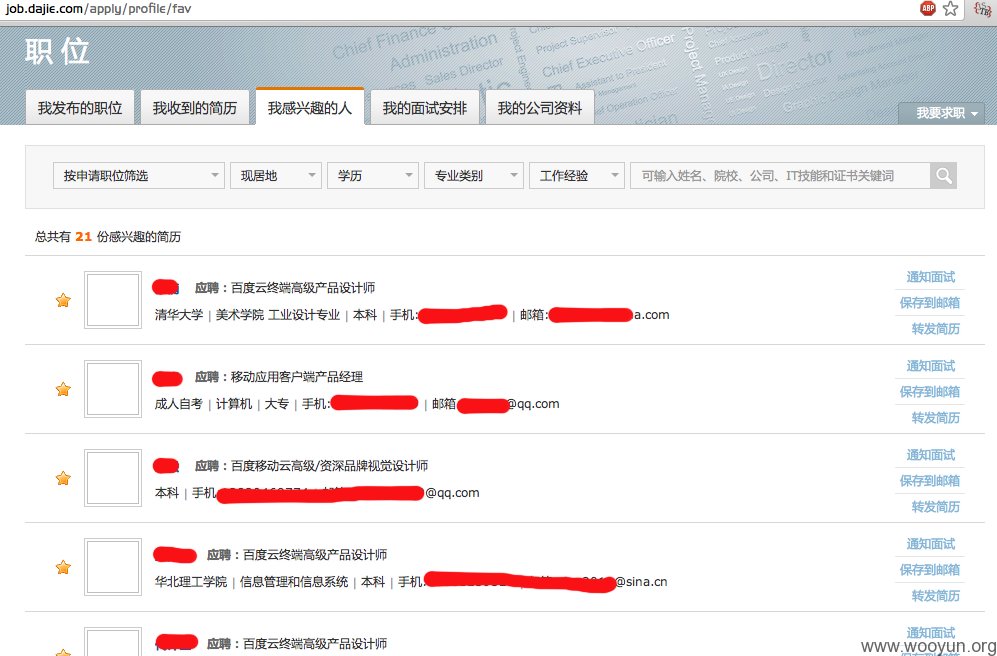 job.dajie.com/apply/profile/fav
ABP
职位
Chief Finance
Administration
Sales Director
Project Supervisor
Chief Executive Officer
Assistant to President
Chief Operation Office
Project Manag
Director
Product
UX Design
Graphic Design Manager
我发布的职位 我收到的简历 我感兴趣的人 我的面试安排 我的公司资料
我要求职
按申请职位筛选 现居地 学历 专业类别 工作经验 可输入姓名、院校、公司、IT技能和证书关键词
总共有 21 份感兴趣的简历
应聘：百度云终端高级产品设计师
清华大学 | 美术学院 工业设计专业 | 本科 | 手机: | 邮箱: a.com
通知面试
保存到邮箱
转发简历
应聘：移动应用客户端产品经理
成人自考 | 计算机 | 大专 | 手机: | 邮箱 @qq.com
通知面试
保存到邮箱
转发简历
应聘：百度移动云高级/资深品牌视觉设计师
本科 | 手机 @qq.com
通知面试
保存到邮箱
转发简历
应聘：百度云终端高级产品设计师
华北理工学院 | 信息管理和信息系统 | 本科 | 手机: @sina.cn
通知面试
保存到邮箱
转发简历
应聘：百度云终端高级产品设计师
通知面试
www.wooyun.org